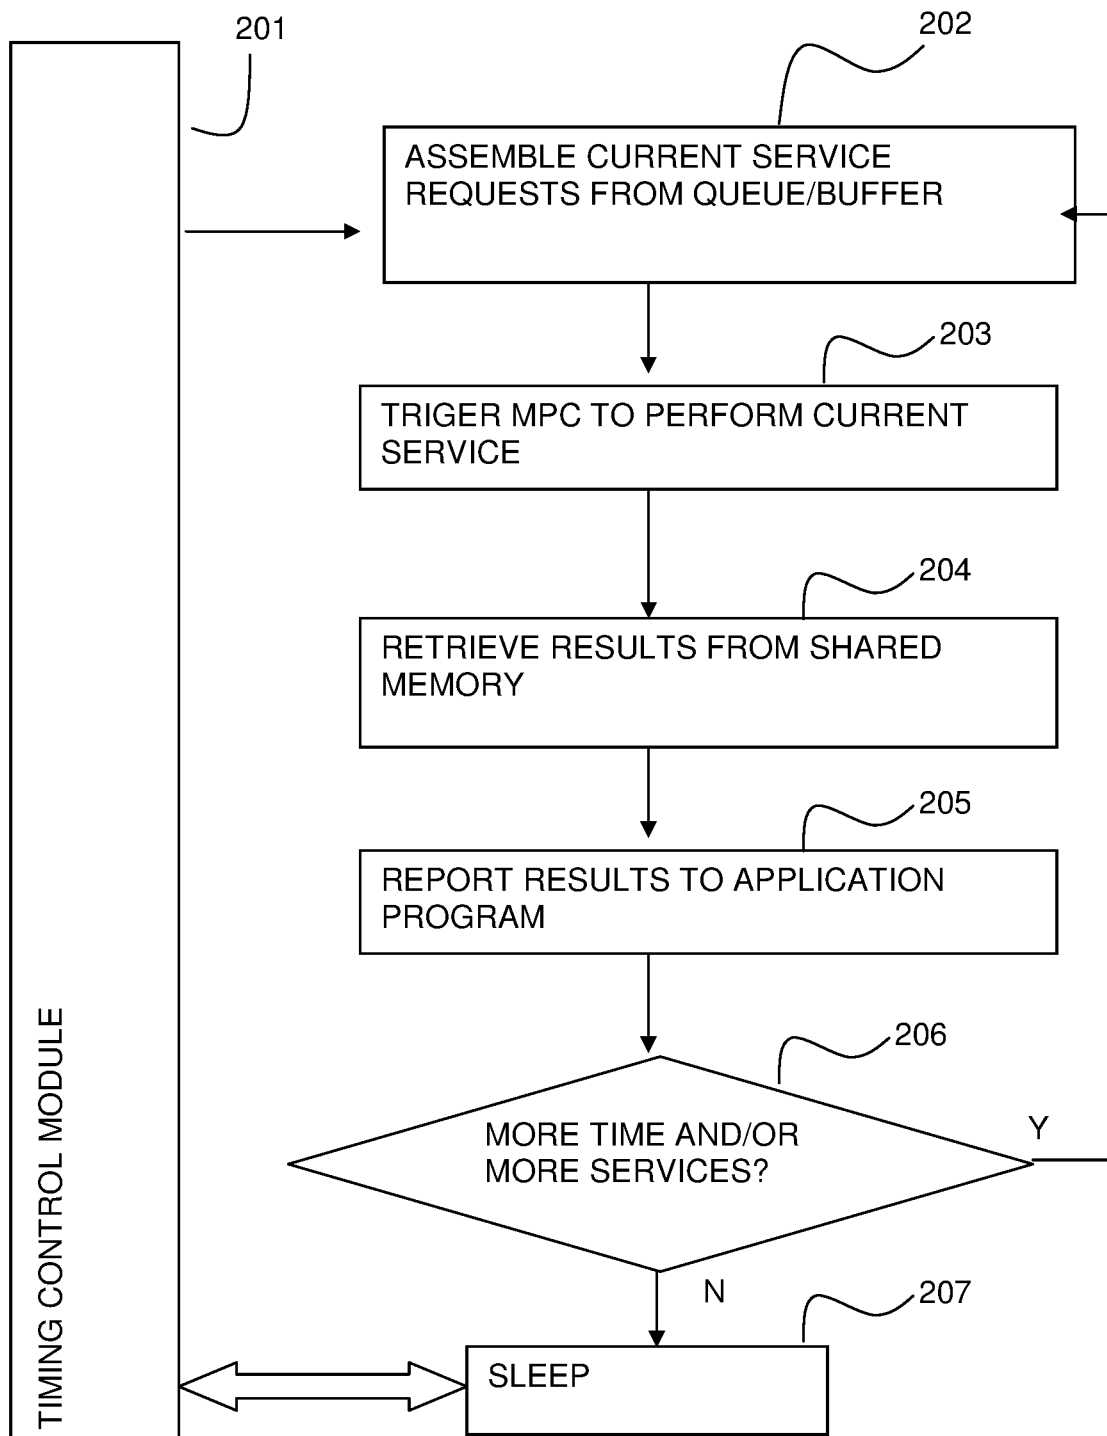 201
202
ASSEMBLE CURRENT SERVICE
REQUESTS FROM QUEUE/BUFFER
203
TRIGER MPC TO PERFORM CURRENT
SERVICE
204
RETRIEVE RESULTS FROM SHARED
MEMORY
205
REPORT RESULTS TO APPLICATION
PROGRAM
206
MORE TIME AND/OR
MORE SERVICES?
Y
N
207
SLEEP
TIMING CONTROL MODULE